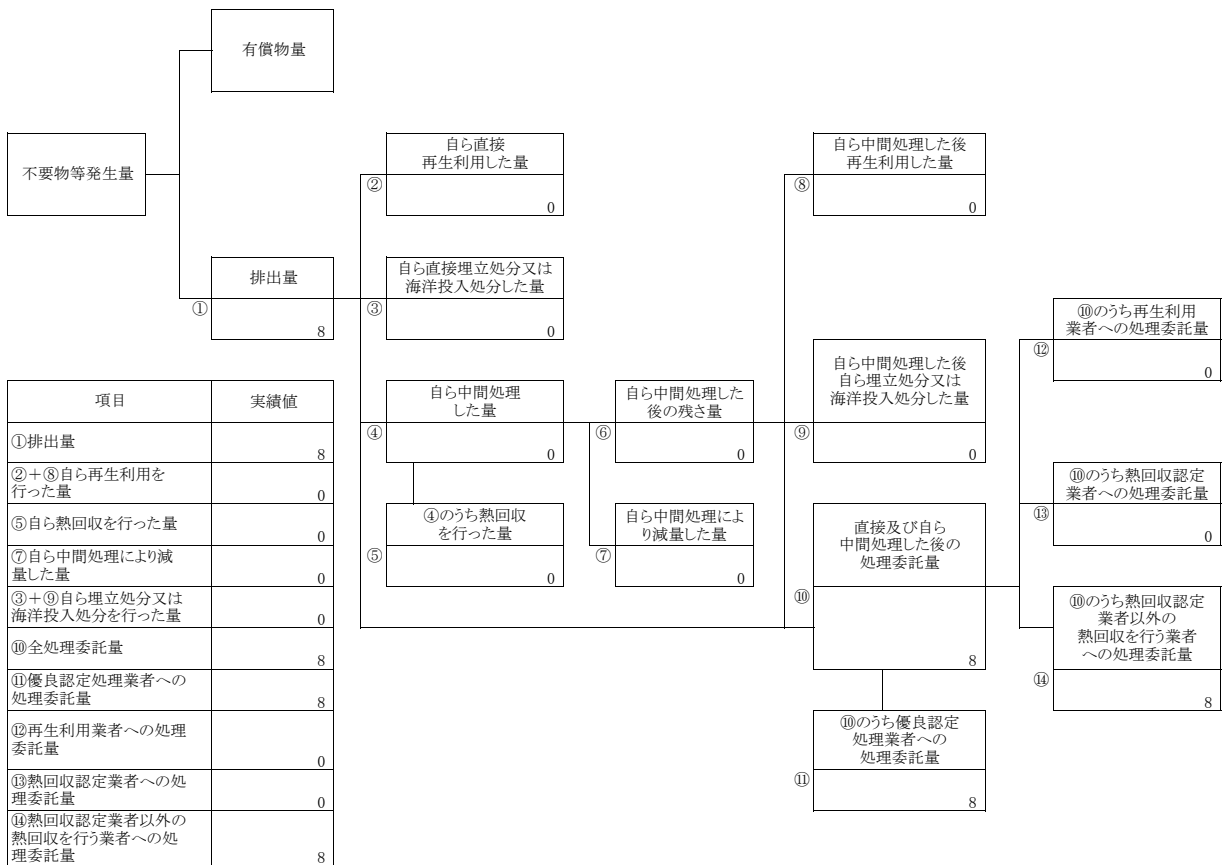 有償物量
不要物等発生量
自ら直接
再生利用した量
②
0
自ら中間処理した後
再生利用した量
⑧
0
排出量
①
8
自ら直接埋立処分又は
海洋投入処分した量
③
0
⑩のうち再生利用
業者への処理委託量
⑫
0
自ら中間処理
した量
④
0
自ら中間処理した
後の残さ量
⑥
0
自ら中間処理した後
自ら埋立処分又は
海洋投入処分した量
⑨
0
⑩のうち熱回収認定
業者への処理委託量
⑬
0
④のうち熱回収
を行った量
⑤
0
自ら中間処理によ
り減量した量
⑦
0
直接及び自ら
中間処理した後の
処理委託量
⑩
8
⑩のうち熱回収認定
業者以外の
熱回収を行う業者
への処理委託量
⑭
8
⑩のうち優良認定
処理業者への
処理委託量
⑪
8
項目 実績値
①排出量 8
②＋⑧自ら再生利用を
行った量 0
⑤自ら熱回収を行った量 0
⑦自ら中間処理により減
量した量 0
③＋⑨自ら埋立処分又は
海洋投入処分を行った量 0
⑩全処理委託量 8
⑪優良認定処理業者への
処理委託量 8
⑫再生利用業者への処理
委託量 0
⑬熱回収認定業者への処
理委託量 0
⑭熱回収認定業者以外の
熱回収を行う業者への処
理委託量 8